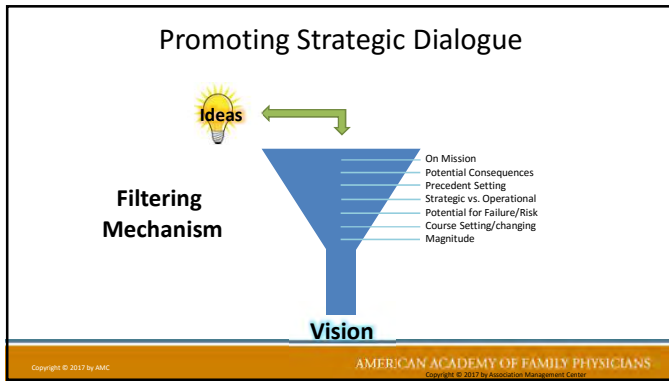 Promoting Strategic Dialogue
Ideas
Filtering
Mechanism
On Mission
Potential Consequences
Precedent Setting
Strategic vs. Operational
Potential for Failure/Risk
Course Setting/changing
Magnitude
Vision
Copyright © 2017 by AMC
AMERICAN ACADEMY OF FAMILY PHYSICIANS
Copyright © 2017 by Association Management Center